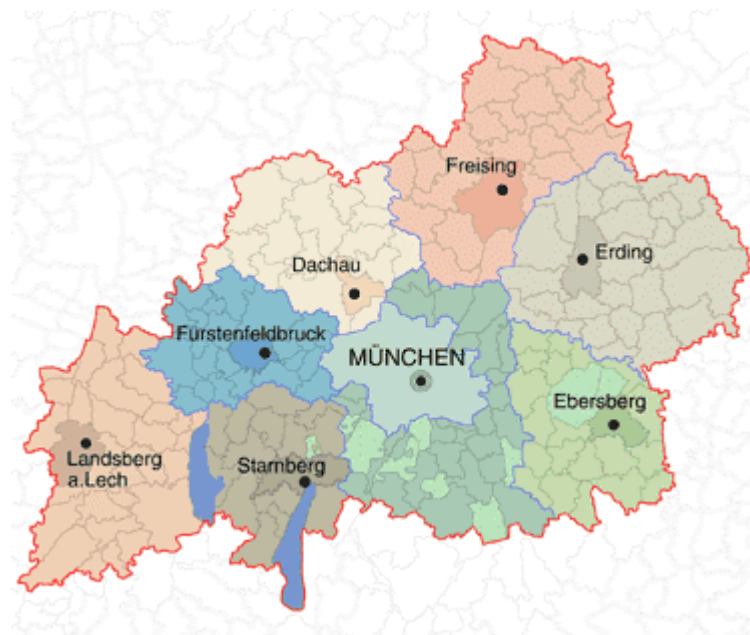 Freising
Erding
Dachau
Fürstenfeldbruck
MÜNCHEN
Ebersberg
Landsberg
a.Lech
Starnberg